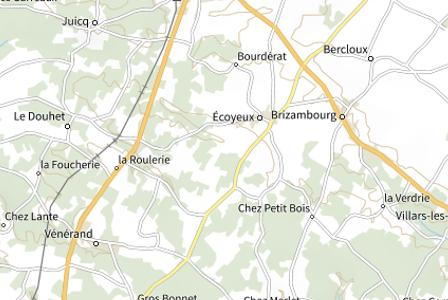 Juicq
Bercloux
Bourdérat
Le Douhet
Écoyeux
Brizambourg
la Foucherie
la Roulerie
la Verdrie
Chez Petit Bois
Villars-les-
Chez Lante
Vénérand
Gros Bonnet